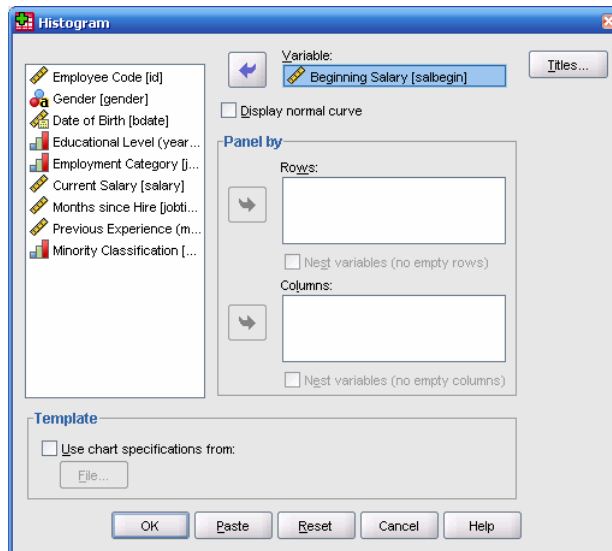 Histogram
Variable:
Beginning Salary [salbegin]
Titles...
Employee Code [id]
Gender [gender]
Date of Birth [bdate]
Educational Level (year...
Employment Category [j...
Current Salary [salary]
Months since Hire [jobti...
Previous Experience (m...
Minority Classification [...
Display normal curve
Panel by
Rows:
Nest variables (no empty rows)
Columns:
Nest variables (no empty columns)
Template
Use chart specifications from:
File...
OK
Paste
Reset
Cancel
Help